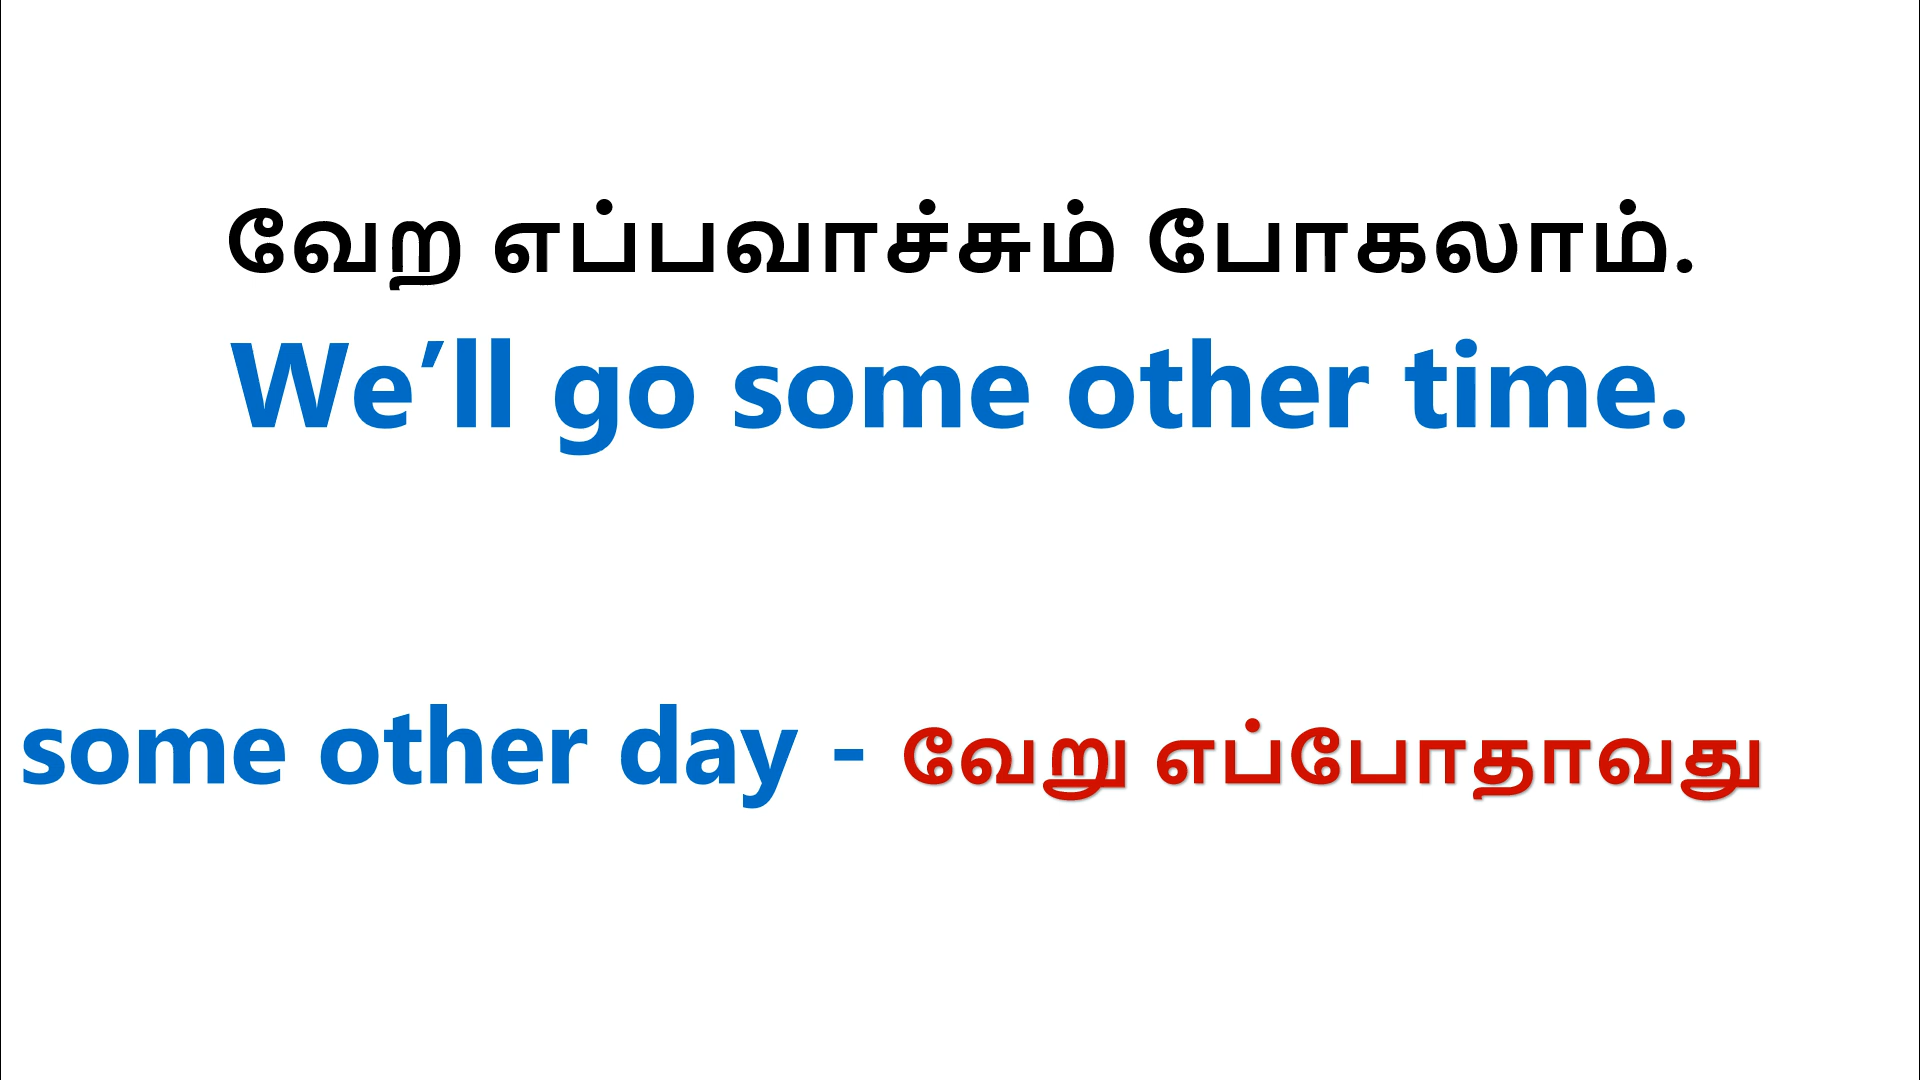 வேற எப்பவாச்சும் போகலாம்.
We’ll go some other time.
some other day - வேறு எப்போதாவது